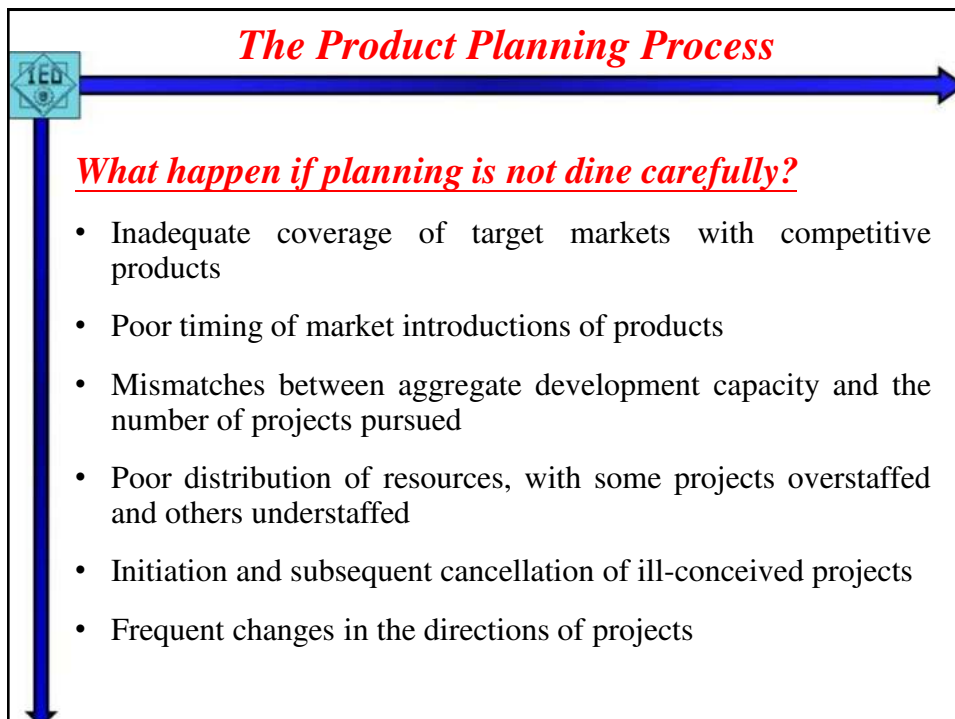 The Product Planning Process
IED
What happen if planning is not dine carefully?
• Inadequate coverage of target markets with competitive
products
• Poor timing of market introductions of products
• Mismatches between aggregate development capacity and the
number of projects pursued
• Poor distribution of resources, with some projects overstaffed
and others understaffed
• Initiation and subsequent cancellation of ill-conceived projects
• Frequent changes in the directions of projects